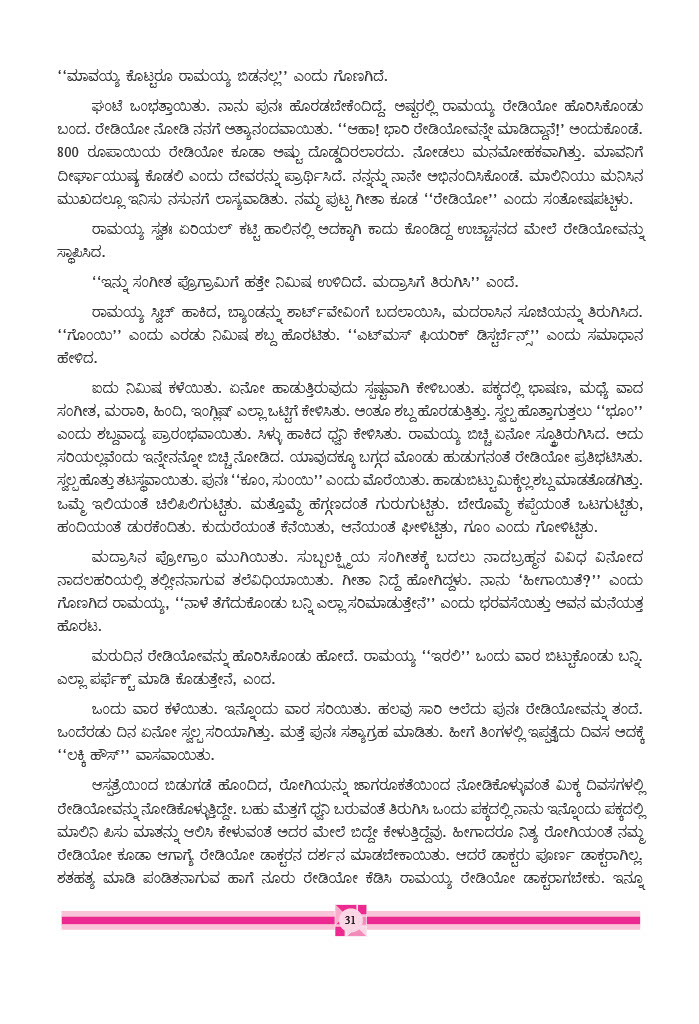 ‘‘ಮಾವಯ್ಯ ಕೊಟ್ಟರೂ ರಾಮಯ್ಯ ಬಿಡನಲ್ಲ’’ ಎಂದು ಗೊಣಗಿದೆ.
ಘಂಟೆ ಒಂಭತ್ತಾಯಿತು. ನಾನು ಪುನಃ ಹೊರಡಬೇಕೆಂದಿದ್ದೆ. ಅಷ್ಟರಲ್ಲಿ ರಾಮಯ್ಯ ರೇಡಿಯೋ ಹೊರಿಸಿಕೊಂಡು
ಬಂದ. ರೇಡಿಯೋ ನೋಡಿ ನನಗೆ ಅತ್ಯಾನಂದವಾಯಿತು. ‘‘ಆಹಾ! ಭಾರಿ ರೇಡಿಯೋವನ್ನೇ ಮಾಡಿದ್ದಾನೆ!’ ಅಂದುಕೊಂಡೆ.
800 ರೂಪಾಯಿಯ ರೇಡಿಯೋ ಕೂಡಾ ಅಷ್ಟು ದೊಡ್ಡದಿರಲಾರದು. ನೋಡಲು ಮನಮೋಹಕವಾಗಿತ್ತು. ಮಾವನಿಗೆ
ದೀರ್ಘಾಯುಷ್ಯ ಕೊಡಲಿ ಎಂದು ದೇವರನ್ನು ಪ್ರಾರ್ಥಿಸಿದೆ. ನನ್ನನ್ನು ನಾನೇ ಅಭಿನಂದಿಸಿಕೊಂಡೆ. ಮಾಲಿನಿಯು ಮನಿಸಿನ
ಮುಖದಲ್ಲೂ ಇನಿಸು ನಸುನಗೆ ಲಾಸ್ಯವಾಡಿತು. ನಮ್ಮ ಪುಟ್ಟ ಗೀತಾ ಕೂಡ ‘‘ರೇಡಿಯೋ’’ ಎಂದು ಸಂತೋಷಪಟ್ಟಳು.
ರಾಮಯ್ಯ ಸ್ವತಃ ಏರಿಯಲ್ ಕಟ್ಟಿ ಹಾಲಿನಲ್ಲಿ ಅದಕ್ಕಾಗಿ ಕಾದು ಕೊಂಡಿದ್ದ ಉಚ್ಚಾಸನದ ಮೇಲೆ ರೇಡಿಯೋವನ್ನು
ಸ್ಥಾಪಿಸಿದ.
‘‘ಇನ್ನು ಸಂಗೀತ ಪ್ರೊಗ್ರಾಮಿಗೆ ಹತ್ತೇ ನಿಮಿಷ ಉಳಿದಿದೆ. ಮದ್ರಾಸಿಗೆ ತಿರುಗಿಸಿ’’ ಎಂದೆ.
ರಾಮಯ್ಯ ಸ್ವಿಚ್ ಹಾಕಿದ, ಬ್ಯಾಂಡನ್ನು ಶಾರ್ಟ್‌ವೇವಿಂಗೆ ಬದಲಾಯಿಸಿ, ಮದರಾಸಿನ ಸೂಜಿಯನ್ನು ತಿರುಗಿಸಿದ.
‘‘ಗೊಂಯಿ’’ ಎಂದು ಎರಡು ನಿಮಿಷ ಶಬ್ದ ಹೊರಟಿತು. ‘‘ಎಟ್‌ಮಸ್ ಫಿಯರಿಕ್ ಡಿಸ್ಟರ್ಬೆನ್ಸ್’’ ಎಂದು ಸಮಾಧಾನ
ಹೇಳಿದ.
ಐದು ನಿಮಿಷ ಕಳೆಯಿತು. ಏನೋ ಹಾಡುತ್ತಿರುವುದು ಸ್ಪಷ್ಟವಾಗಿ ಕೇಳಿಬಂತು. ಪಕ್ಕದಲ್ಲಿ ಭಾಷಣ, ಮಧ್ಯೆ ವಾದ
ಸಂಗೀತ, ಮರಾಠಿ, ಹಿಂದಿ, ಇಂಗ್ಲಿಷ್ ಎಲ್ಲಾ ಒಟ್ಟಿಗೆ ಕೇಳಿಸಿತು. ಅಂತೂ ಶಬ್ದ ಹೊರಡುತ್ತಿತ್ತು. ಸ್ವಲ್ಪ ಹೊತ್ತಾಗುತ್ತಲು ‘‘ಭೂಂ’’
ಎಂದು ಶಬ್ದವಾದ್ಯ ಪ್ರಾರಂಭವಾಯಿತು. ಸಿಳ್ಳು ಹಾಕಿದ ಧ್ವನಿ ಕೇಳಿಸಿತು. ರಾಮಯ್ಯ ಬಿಚ್ಚಿ ಏನೋ ಸ್ಕ್ರೂತಿರುಗಿಸಿದ. ಅದು
ಸರಿಯಲ್ಲವೆಂದು ಇನ್ನೇನನ್ನೋ ಬಿಚ್ಚಿ ನೋಡಿದ. ಯಾವುದಕ್ಕೂ ಬಗ್ಗದ ಮೊಂಡು ಹುಡುಗನಂತೆ ರೇಡಿಯೋ ಪ್ರತಿಭಟಿಸಿತು.
ಸ್ವಲ್ಪ ಹೊತ್ತು ತಟಸ್ಥವಾಯಿತು. ಪುನಃ ‘‘ಕೂಂ, ಸುಂಯಿ’’ ಎಂದು ಮೊರೆಯಿತು. ಹಾಡುಬಿಟ್ಟುಮಿಕ್ಕೆಲ್ಲ ಶಬ್ದ ಮಾಡತೊಡಗಿತ್ತು.
ಒಮ್ಮೆ ಇಲಿಯಂತೆ ಚಿಲಿಪಿಲಿಗುಟ್ಟಿತು. ಮತ್ತೊಮ್ಮೆ ಹೆಗ್ಗಣದಂತೆ ಗುರುಗುಟ್ಟಿತು. ಬೇರೊಮ್ಮೆ ಕಪ್ಪೆಯಂತೆ ಒಟಗುಟ್ಟಿತು,
ಹಂದಿಯಂತೆ ಡುರಕೆಂದಿತು. ಕುದುರೆಯಂತೆ ಕೆನೆಯಿತು, ಆನೆಯಂತೆ ಘೀಳಿಟ್ಟಿತು, ಗೂಂ ಎಂದು ಗೋಳಿಟ್ಟಿತು.
ಮದ್ರಾಸಿನ ಪ್ರೋಗ್ರಾಂ ಮುಗಿಯಿತು. ಸುಬ್ಬಲಕ್ಷ್ಮಿಯ ಸಂಗೀತಕ್ಕೆ ಬದಲು ನಾದಬ್ರಹ್ಮನ ವಿವಿಧ ವಿನೋದ
ನಾದಲಹರಿಯಲ್ಲಿ ತಲ್ಲೀನನಾಗುವ ತಲೆವಿಧಿಯಾಯಿತು. ಗೀತಾ ನಿದ್ದೆ ಹೋಗಿದ್ದಳು. ನಾನು ‘ಹೀಗಾಯಿತೆ?’’ ಎಂದು
ಗೊಣಗಿದ ರಾಮಯ್ಯ, ‘‘ನಾಳೆ ತೆಗೆದುಕೊಂಡು ಬನ್ನಿ ಎಲ್ಲಾ ಸರಿಮಾಡುತ್ತೇನೆ’’ ಎಂದು ಭರವಸೆಯಿತ್ತು ಅವನ ಮನೆಯತ್ತ
ಹೊರಟ.
ಮರುದಿನ ರೇಡಿಯೋವನ್ನು ಹೊರಿಸಿಕೊಂಡು ಹೋದೆ. ರಾಮಯ್ಯ ‘‘ಇರಲಿ’’ ಒಂದು ವಾರ ಬಿಟ್ಟುಕೊಂಡು ಬನ್ನಿ.
ಎಲ್ಲಾ ಪರ್ಫೆಕ್ಟ್ ಮಾಡಿ ಕೊಡುತ್ತೇನೆ, ಎಂದ.
ಒಂದು ವಾರ ಕಳೆಯಿತು. ಇನ್ನೊಂದು ವಾರ ಸರಿಯಿತು. ಹಲವು ಸಾರಿ ಅಲೆದು ಪುನಃ ರೇಡಿಯೋವನ್ನು ತಂದೆ.
ಒಂದೆರಡು ದಿನ ಏನೋ ಸ್ವಲ್ಪ ಸರಿಯಾಗಿತ್ತು. ಮತ್ತೆ ಪುನಃ ಸತ್ಯಾಗ್ರಹ ಮಾಡಿತು. ಹೀಗೆ ತಿಂಗಳಲ್ಲಿ ಇಪ್ಪತ್ತೈದು ದಿವಸ ಅದಕ್ಕೆ
‘‘ಲಕ್ಕಿ ಹೌಸ್’’ ವಾಸವಾಯಿತು.
ಆಸ್ಪತ್ರೆಯಿಂದ ಬಿಡುಗಡೆ ಹೊಂದಿದ, ರೋಗಿಯನ್ನು ಜಾಗರೂಕತೆಯಿಂದ ನೋಡಿಕೊಳ್ಳುವಂತೆ ಮಿಕ್ಕ ದಿವಸಗಳಲ್ಲಿ
ರೇಡಿಯೋವನ್ನು ನೋಡಿಕೊಳ್ಳುತ್ತಿದ್ದೇ. ಬಹು ಮೆತ್ತಗೆ ಧ್ವನಿ ಬರುವಂತೆ ತಿರುಗಿಸಿ ಒಂದು ಪಕ್ಕದಲ್ಲಿ ನಾನು ಇನ್ನೊಂದು ಪಕ್ಕದಲ್ಲಿ
ಮಾಲಿನಿ ಪಿಸು ಮಾತನ್ನು ಆಲಿಸಿ ಕೇಳುವಂತೆ ಅದರ ಮೇಲೆ ಬಿದ್ದೇ ಕೇಳುತ್ತಿದ್ದೆವು. ಹೀಗಾದರೂ ನಿತ್ಯ ರೋಗಿಯಂತೆ ನಮ್ಮ
ರೇಡಿಯೋ ಕೂಡಾ ಆಗಾಗ್ಯೆ ರೇಡಿಯೋ ಡಾಕ್ಟರನ ದರ್ಶನ ಮಾಡಬೇಕಾಯಿತು. ಆದರೆ ಡಾಕ್ಟರು ಪೂರ್ಣ ಡಾಕ್ಟರಾಗಿಲ್ಲ.
ಶತಹತ್ಯ ಮಾಡಿ ಪಂಡಿತನಾಗುವ ಹಾಗೆ ನೂರು ರೇಡಿಯೋ ಕೆಡಿಸಿ ರಾಮಯ್ಯ ರೇಡಿಯೋ ಡಾಕ್ಟರಾಗಬೇಕು. ಇನ್ನೂ
31